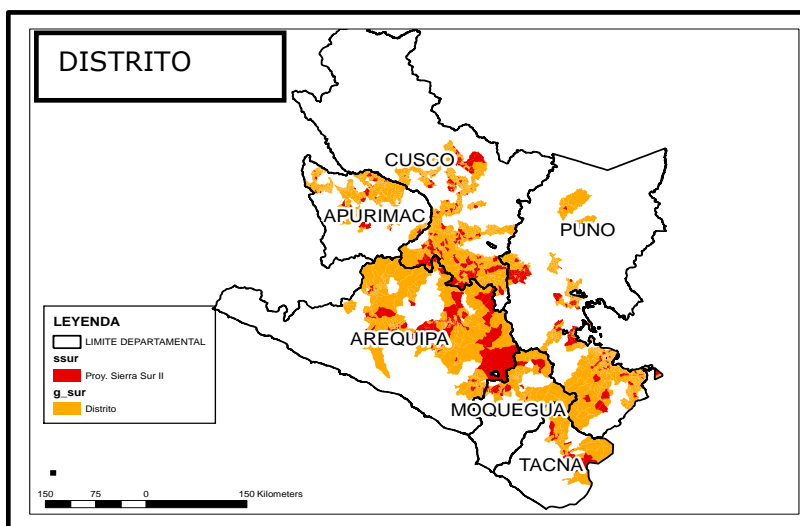 DISTRITO
CUSCO
APURIMAC
PUNO
LEYENDA
LIMITE DEPARTAMENTAL
ssur
Proy. Sierra Sur II
g_sur
Distrito
AREQUIPA
MOQUEGUA
TACNA
150 75 0 150 Kilometers